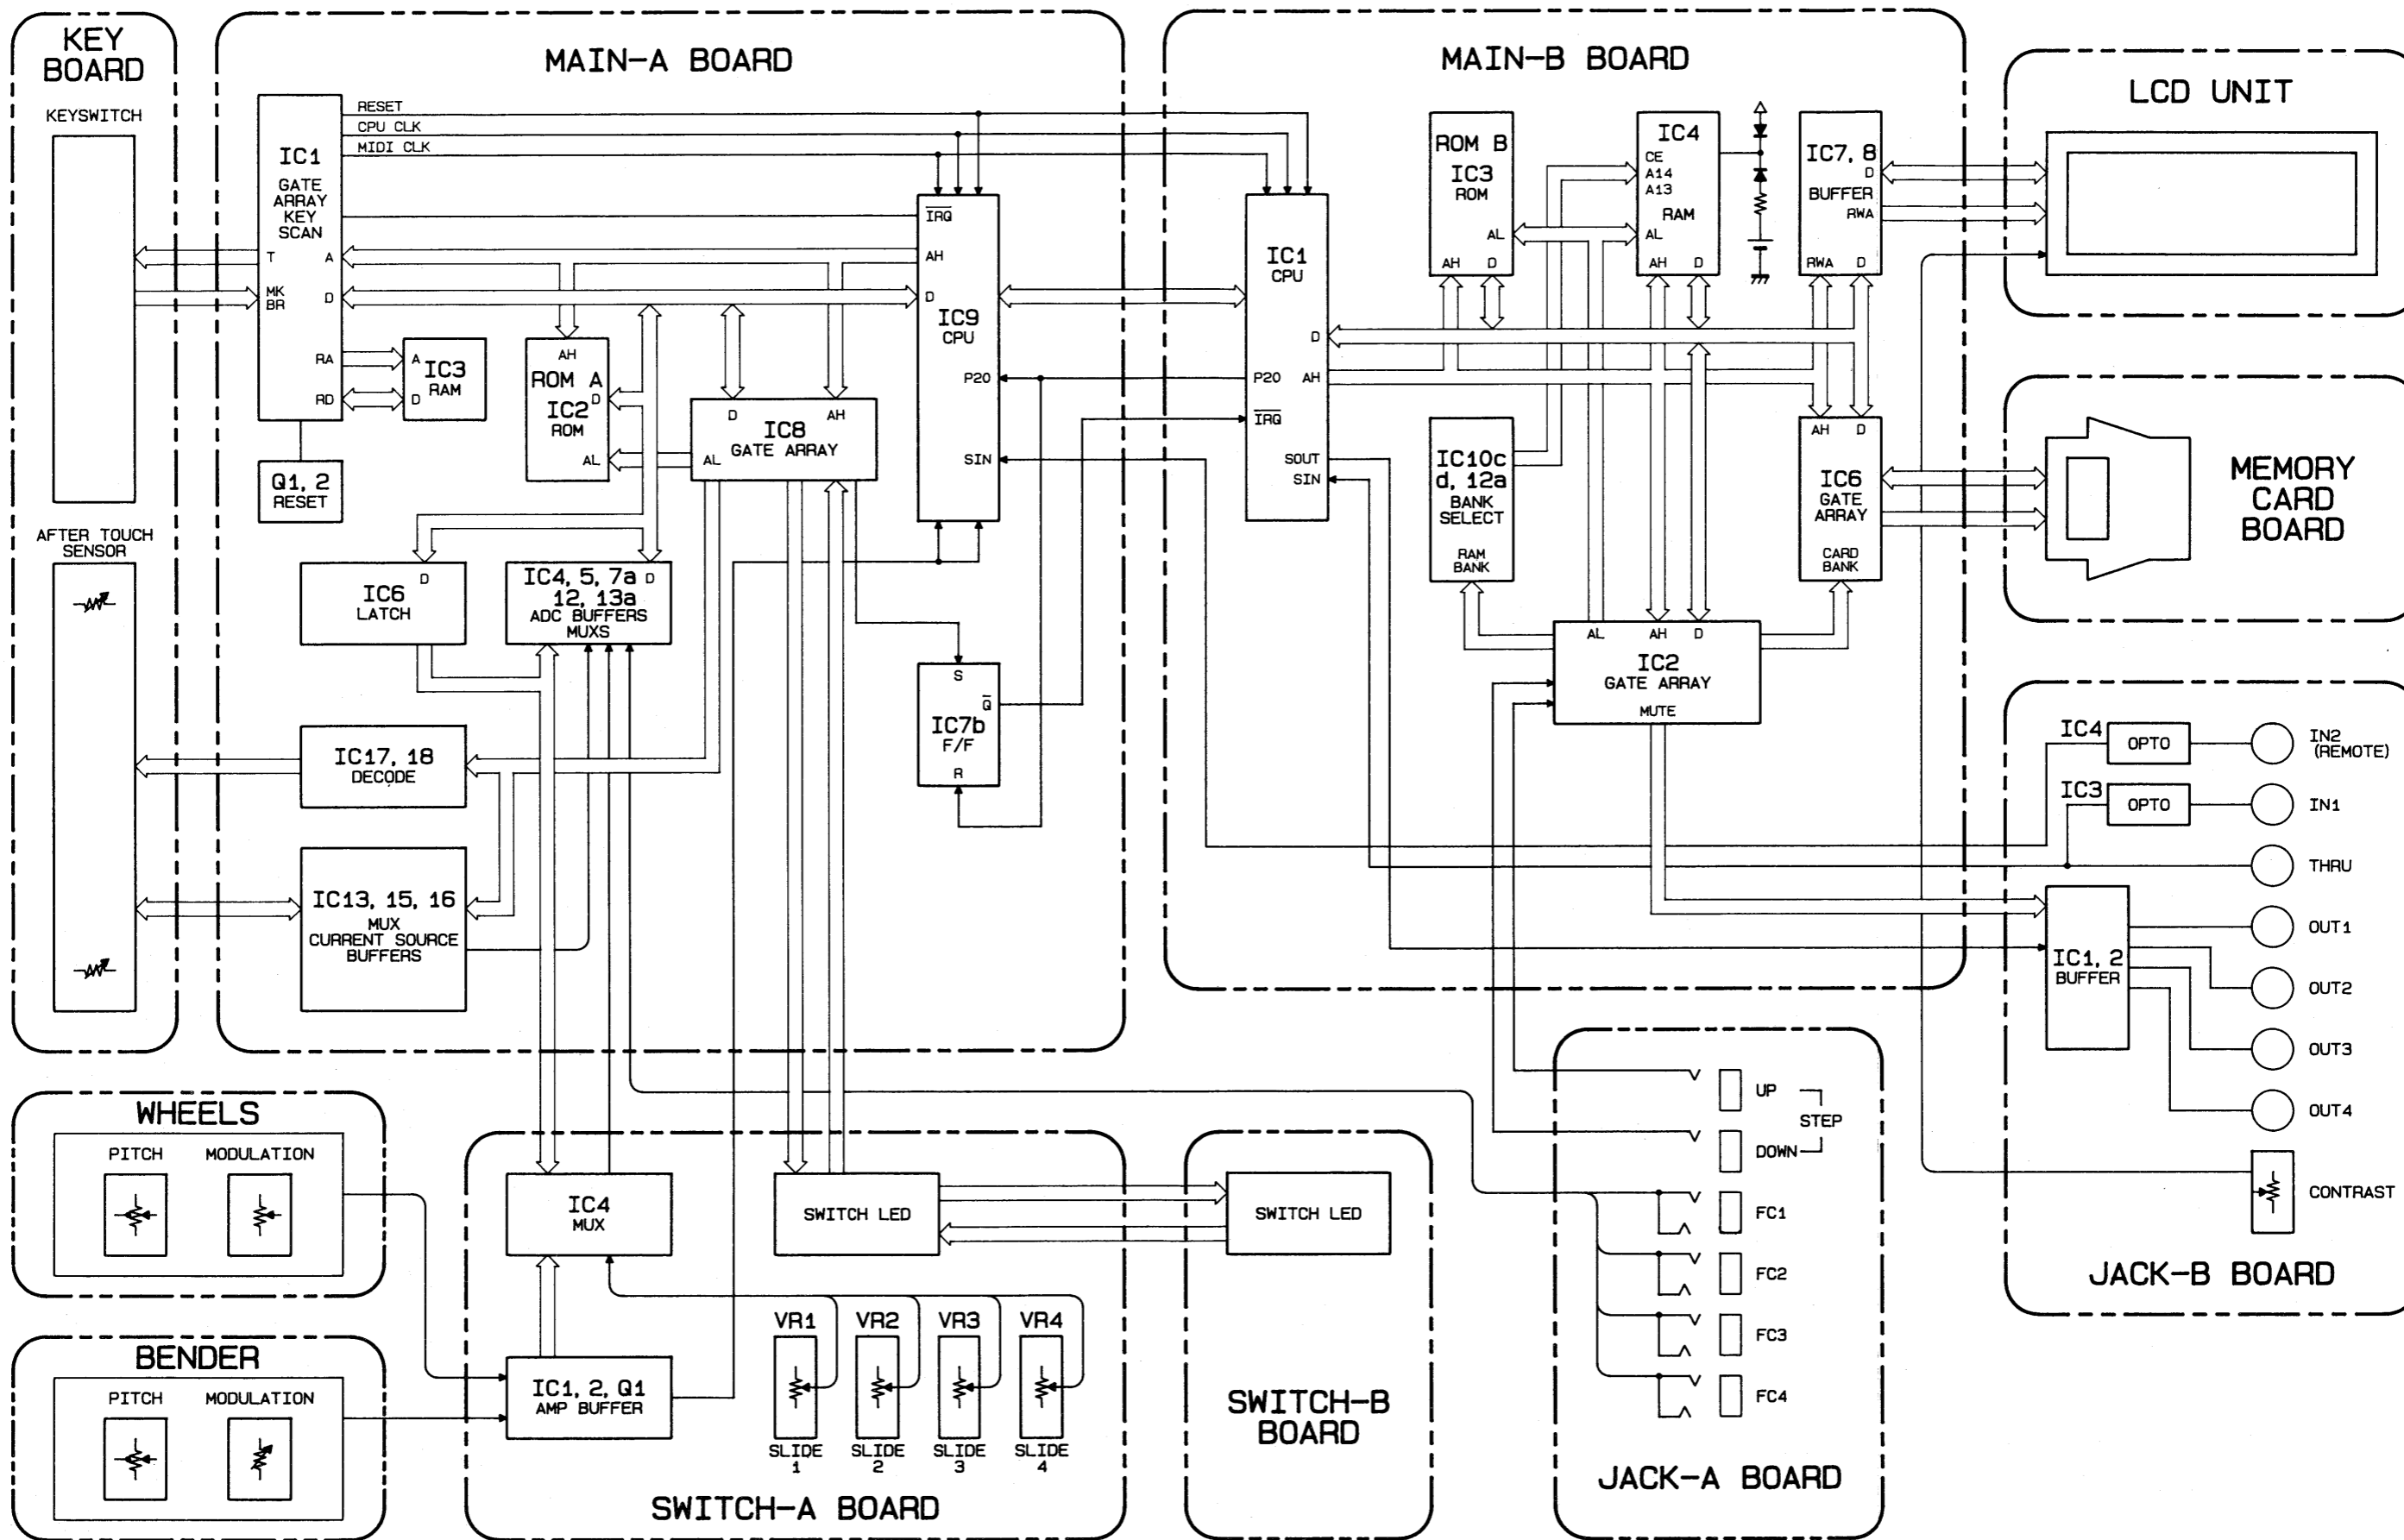 KEY
BOARD
KEYSWITCH
AFTER TOUCH
SENSOR
MAIN-A BOARD
IC1
GATE
ARRAY
KEY
SCAN
T
A
MK
BR
D
RA
RD
RESET
CPU CLK
MIDI CLK
A
IC3
RAM
D
Q1, 2
RESET
AH
ROM A
D
IC2
ROM
AL
D
AH
IC8
GATE ARRAY
AL
IRQ
AH
D
IC9
CPU
P20
SIN
D
IC6
LATCH
IC4, 5, 7a
D
12, 13a
ADC BUFFERS
MUXS
S
Q
IC7b
F/F
R
IC17, 18
DECODE
IC13, 15, 16
MUX
CURRENT SOURCE
BUFFERS
MAIN-B BOARD
IC1
CPU
D
P20
AH
IRQ
SOUT
SIN
ROM B
IC3
ROM
AL
AH
D
IC4
CE
A14
A13
RAM
AL
AH
D
IC7, 8
D
BUFFER
RWA
RWA
D
IC10c
d, 12a
BANK
SELECT
RAM
BANK
AH
D
IC6
GATE
ARRAY
CARD
BANK
AL
AH
D
IC2
GATE ARRAY
MUTE
LCD UNIT
MEMORY
CARD
BOARD
IC4
OPTO
IN2
(REMOTE)
IC3
OPTO
IN1
THRU
IC1, 2
BUFFER
OUT1
OUT2
OUT3
OUT4
CONTRAST
JACK-B BOARD
WHEELS
PITCH
MODULATION
BENDER
PITCH
MODULATION
IC4
MUX
SWITCH LED
IC1, 2, Q1
AMP BUFFER
VR1
VR2
VR3
VR4
SLIDE
1
SLIDE
2
SLIDE
3
SLIDE
4
SWITCH-A BOARD
SWITCH LED
SWITCH-B
BOARD
UP
STEP
DOWN
FC1
FC2
FC3
FC4
JACK-A BOARD